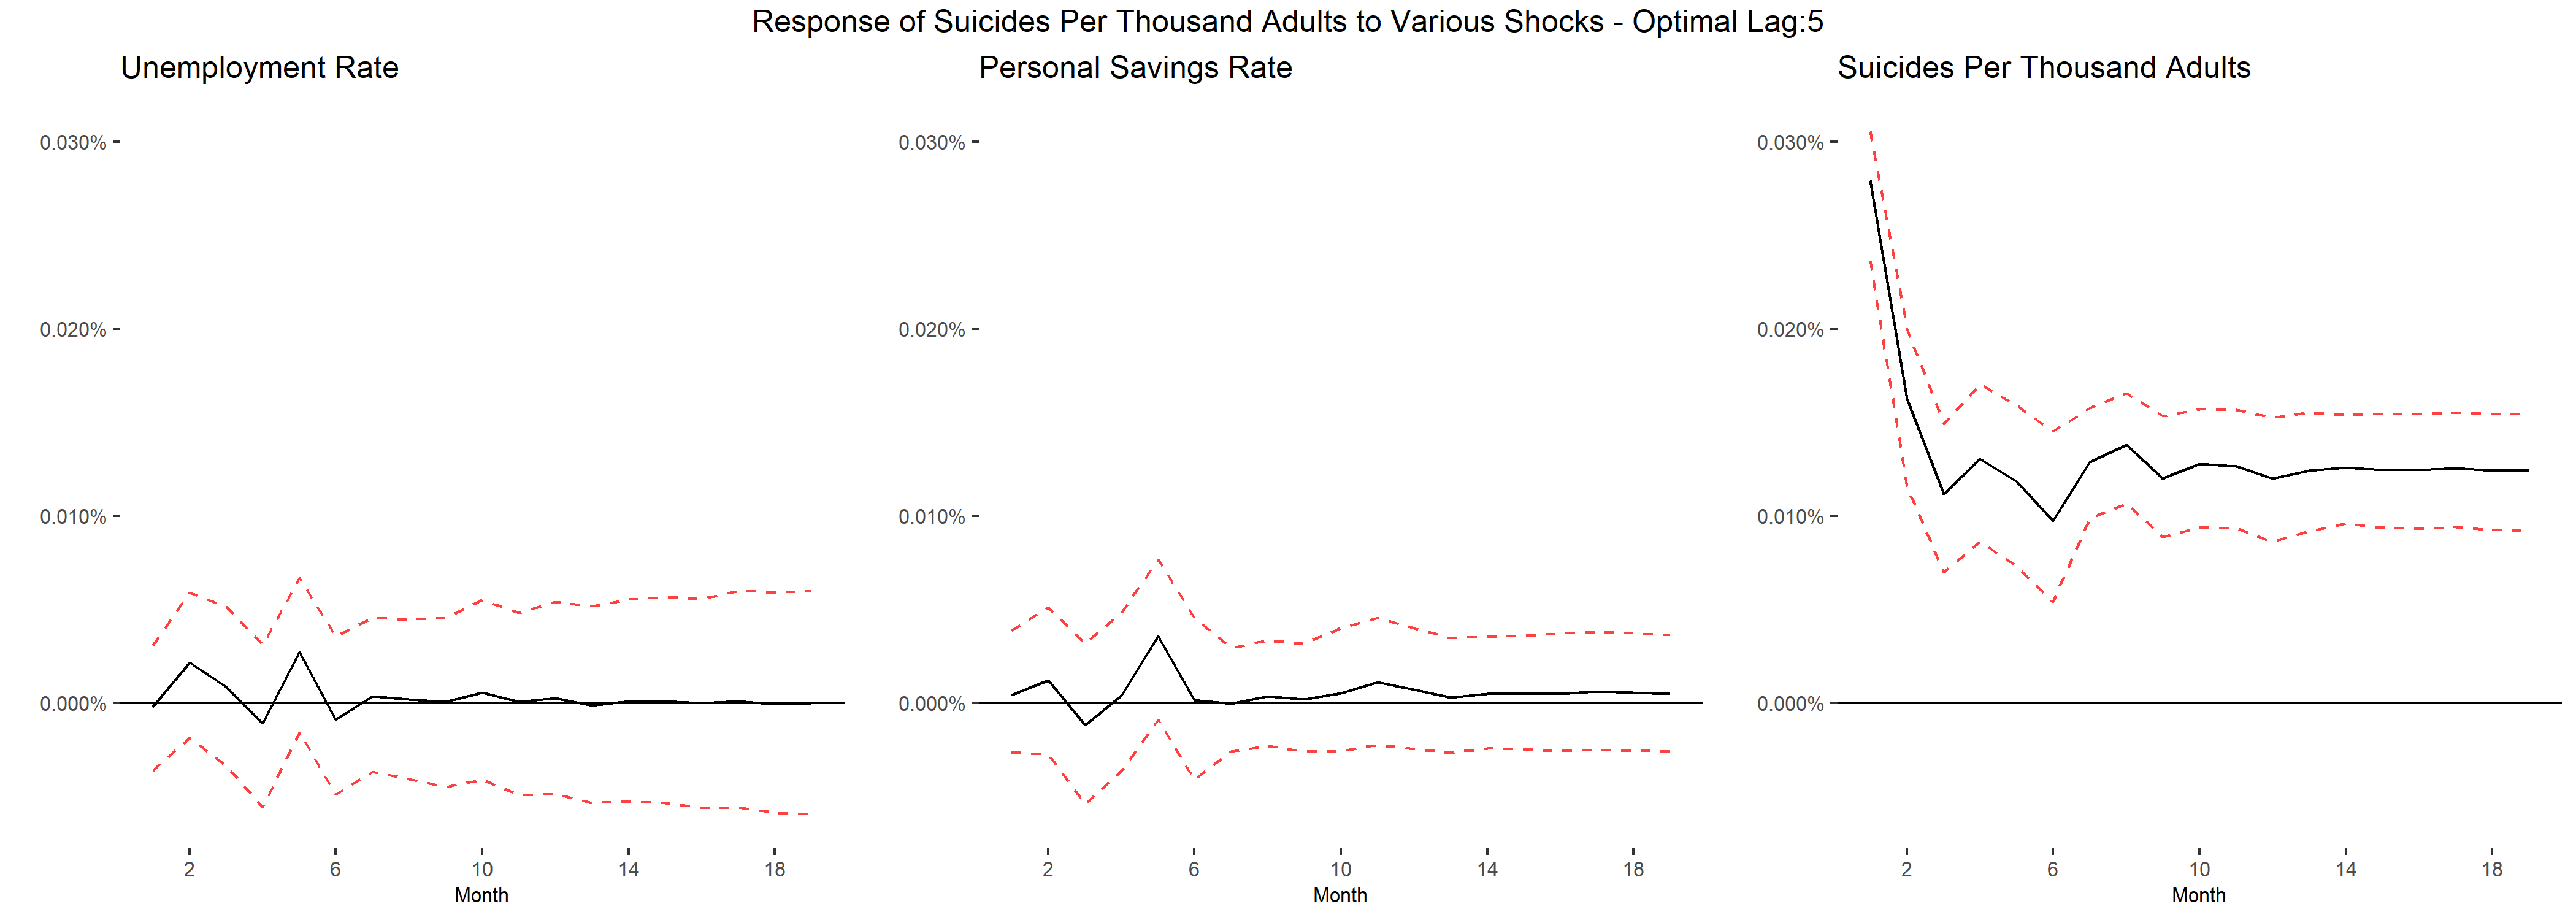 Response of Suicides Per Thousand Adults to Various Shocks - Optimal Lag:5
Unemployment Rate
0.030%
0.020%
0.010%
0.000%
2 6 10 14 18
Month
Personal Savings Rate
0.030%
0.020%
0.010%
0.000%
2 6 10 14 18
Month
Suicides Per Thousand Adults
0.030%
0.020%
0.010%
0.000%
2 6 10 14 18
Month